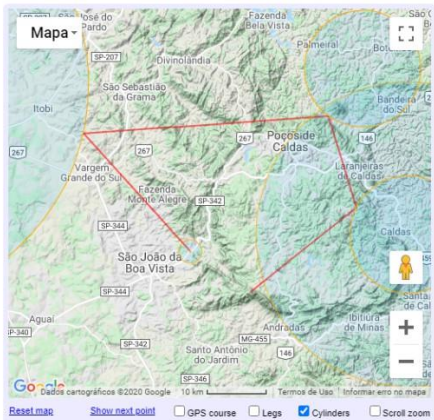 São José do
Pardo
Mapa
SP-207
Fazenda
Bela Vista
Palmeiral
Divinolândia
São Sebastião
da Grama
Bandeira
do Sul
Itobi
267
267
267
146
Poços de
Caldas
Laranjeiras
de Caldas
Vargem
Grande do Sul
Fazenda
Monte Alegre
SP-342
SP-344
Caldas
São João da
Boa Vista
SP-344
Aguaí
SP-344
SP-340
SP-342
Andradas
Ibitiúra
de Minas
MG-455
146
Santo Antônio
do Jardim
SP-346
Google
Dados cartográficos ©2020 Google
10 km
Termos de Uso
Informar erro no mapa
Reset map
Show next point
GPS course
Legs
Cylinders
Scroll zoom